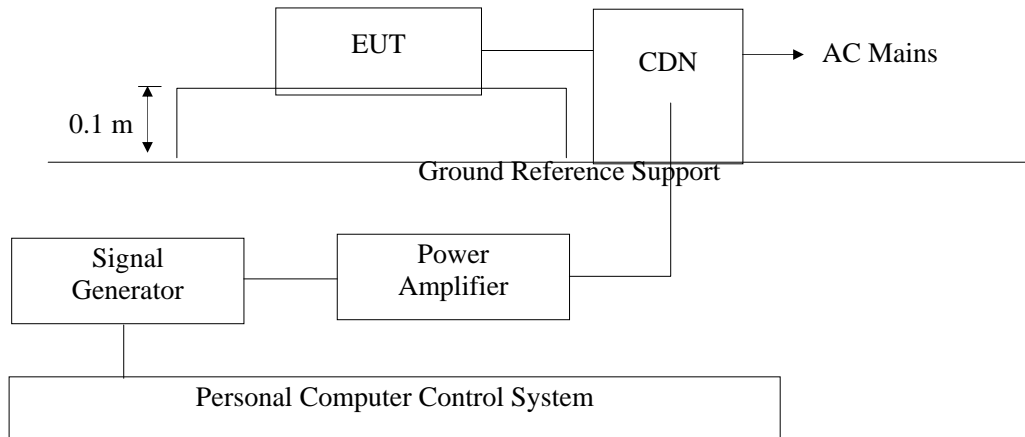 EUT
CDN
AC Mains
0.1 m
Ground Reference Support
Signal
Generator
Power
Amplifier
Personal Computer Control System